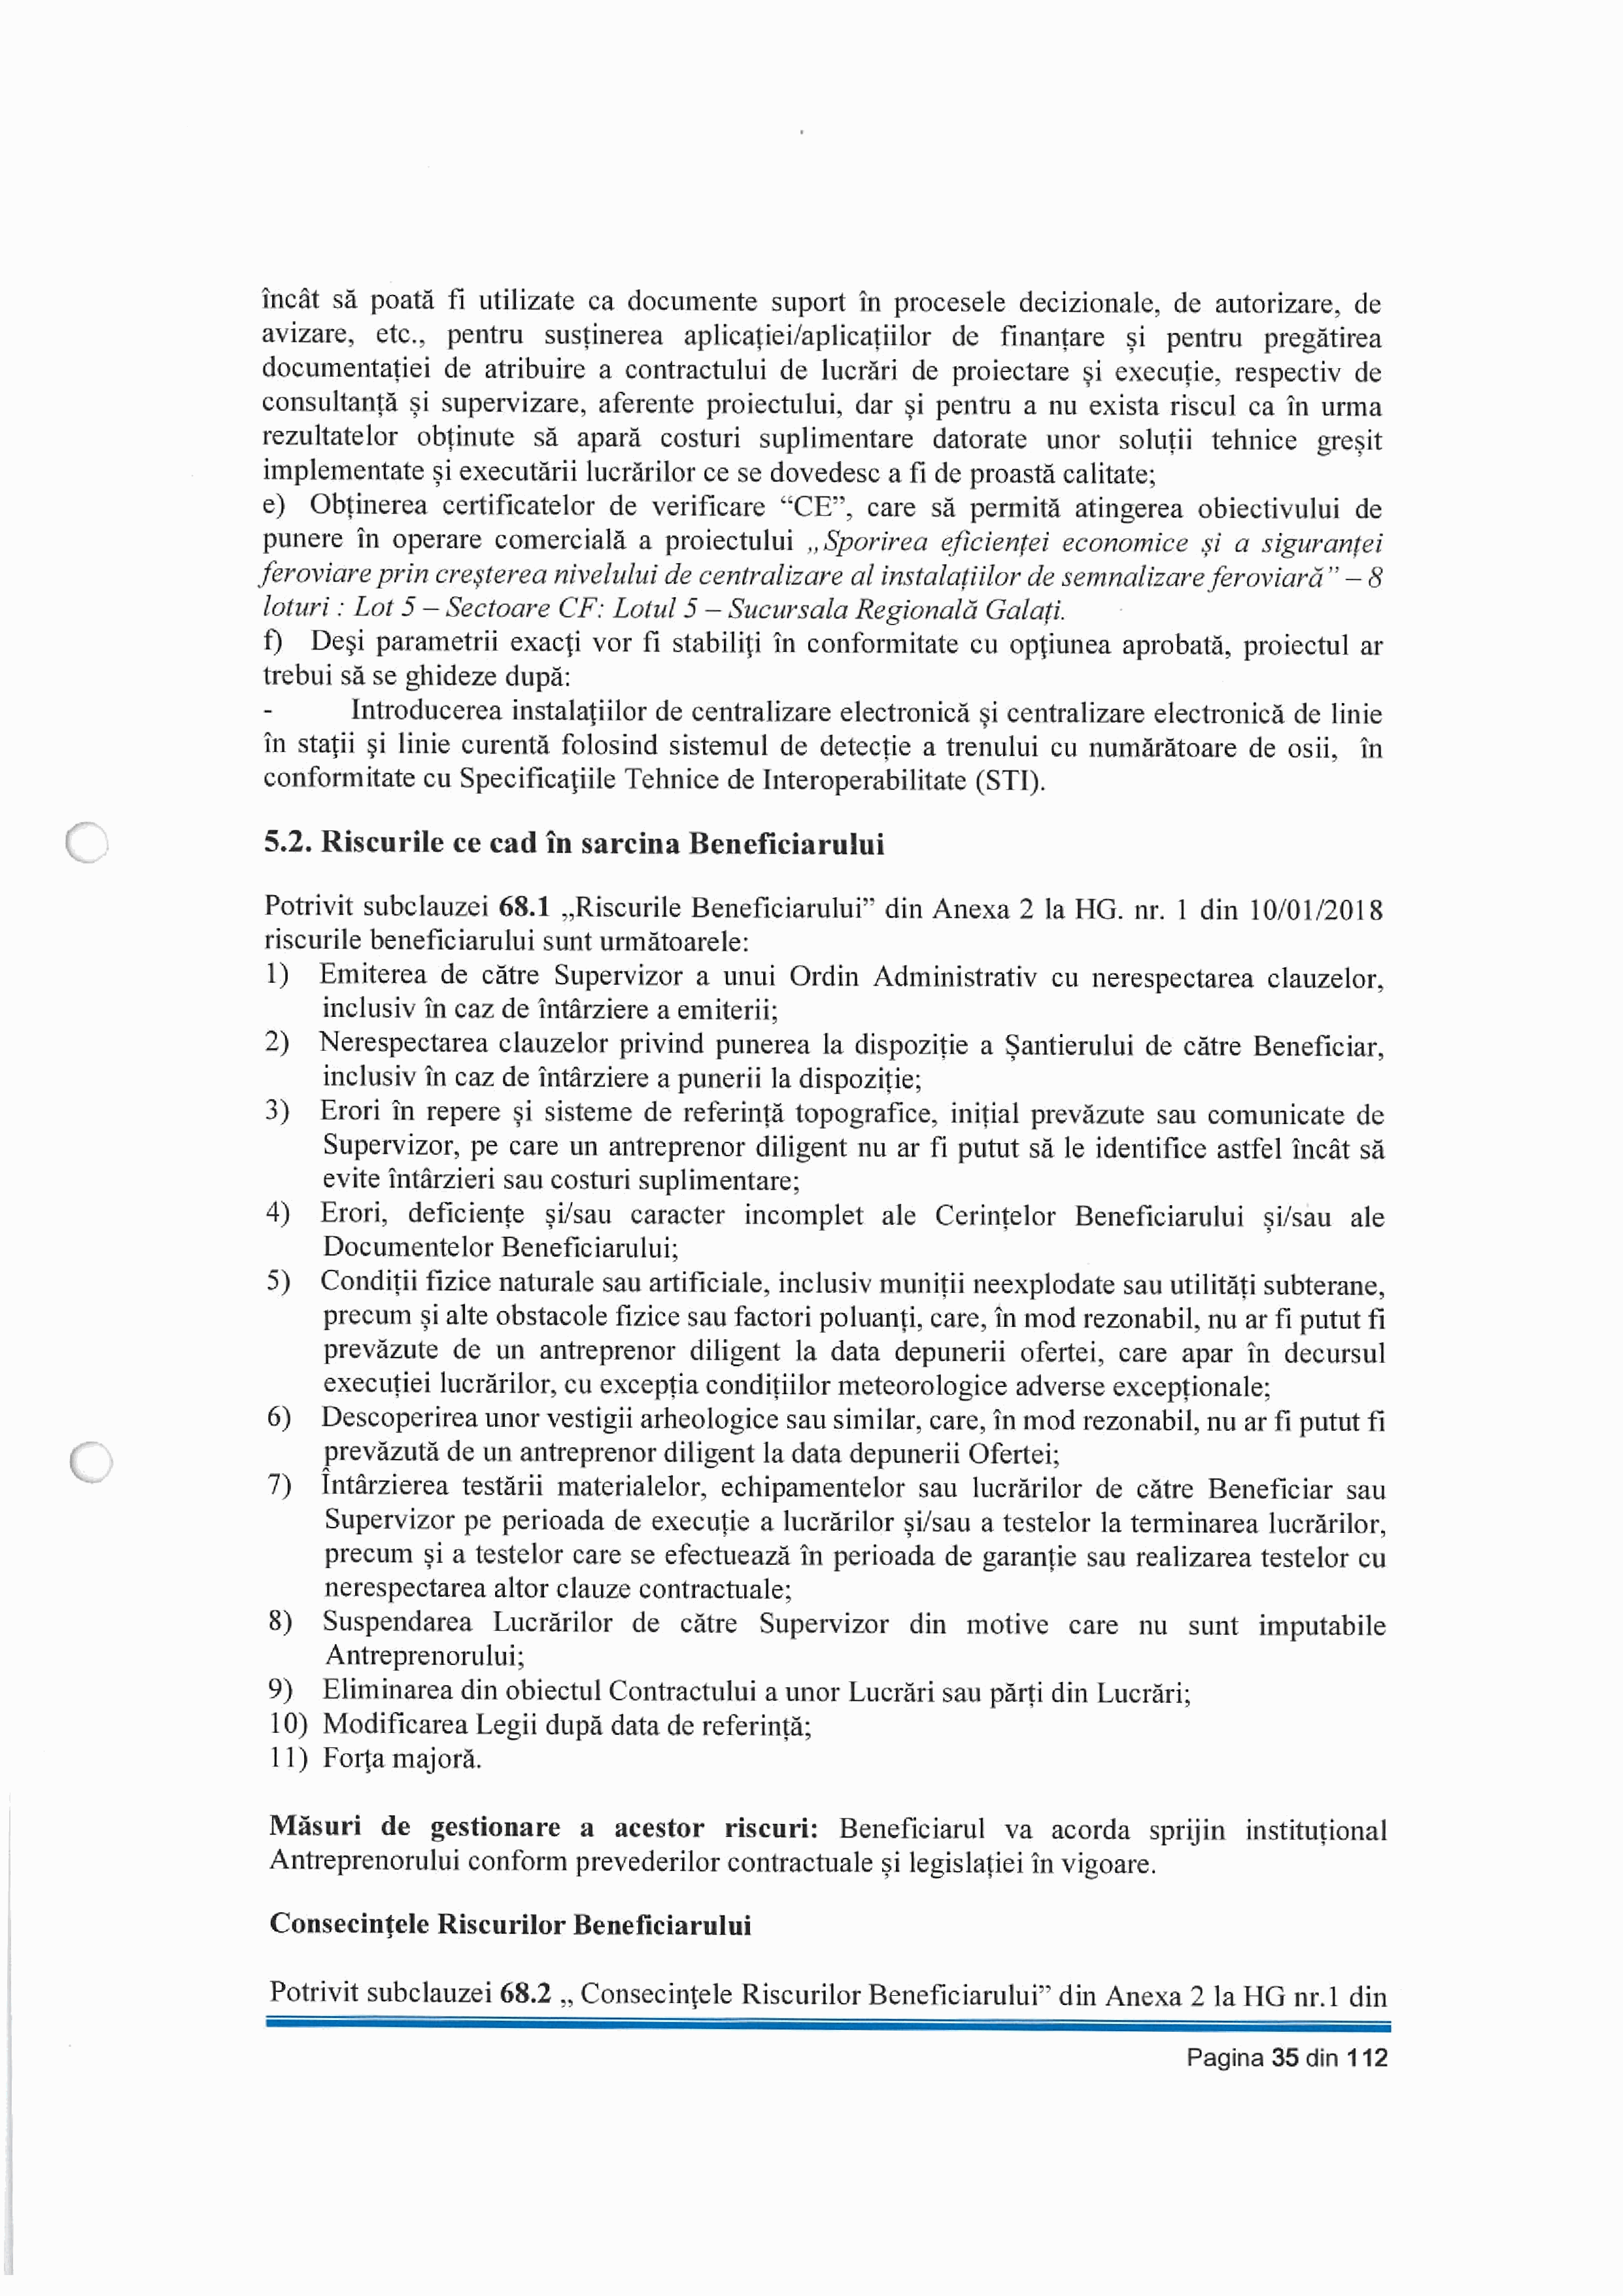 încât să poată fi utilizate ca documente suport în procesele decizionale, de autorizare, de
avizare, etc., pentru susținerea aplicației/aplicațiilor de finanțare și pentru pregătirea
documentației de atribuire a contractului de lucrări de proiectare și execuție, respectiv de
consultanță și supervizare, aferente proiectului, dar și pentru a nu exista riscul ca în urma
rezultatelor obținute să apară costuri suplimentare datorate unor soluții tehnice greșit
implementate și executării lucrărilor ce se dovedesc a fi de proastă calitate;
e) Obținerea certificatelor de verificare “CE”, care să permită atingerea obiectivului de
punere în operare comercială a proiectului „Sporirea eficienței economice și a siguranței
feroviare prin creșterea nivelului de centralizare al instalațiilor de semnalizare feroviară” – 8
loturi : Lot 5 – Sectoare CF: Lotul 5 – Sucursala Regională Galați.
f) Deşi parametrii exacţi vor fi stabiliţi în conformitate cu opţiunea aprobată, proiectul ar
trebui să se ghideze după:
- Introducerea instalaţiilor de centralizare electronică şi centralizare electronică de linie
în staţii şi linie curentă folosind sistemul de detecție a trenului cu numărătoare de osii, în
conformitate cu Specificaţiile Tehnice de Interoperabilitate (STI).
5.2. Riscurile ce cad în sarcina Beneficiarului
Potrivit subclauzei 68.1 „Riscurile Beneficiarului” din Anexa 2 la HG. nr. 1 din 10/01/2018
riscurile beneficiarului sunt următoarele:
1) Emiterea de către Supervizor a unui Ordin Administrativ cu nerespectarea clauzelor,
inclusiv în caz de întârziere a emiterii;
2) Nerespectarea clauzelor privind punerea la dispoziție a Șantierului de către Beneficiar,
inclusiv în caz de întârziere a punerii la dispoziție;
3) Erori în repere și sisteme de referință topografice, inițial prevăzute sau comunicate de
Supervizor, pe care un antreprenor diligent nu ar fi putut să le identifice astfel încât să
evite întârzieri sau costuri suplimentare;
4) Erori, deficiențe și/sau caracter incomplet ale Cerințelor Beneficiarului și/sau ale
Documentelor Beneficiarului;
5) Condiții fizice naturale sau artificiale, inclusiv muniții neexplodate sau utilități subterane,
precum și alte obstacole fizice sau factori poluanți, care, în mod rezonabil, nu ar fi putut fi
prevăzute de un antreprenor diligent la data depunerii ofertei, care apar în decursul
execuției lucrărilor, cu excepția condițiilor meteorologice adverse excepționale;
6) Descoperirea unor vestigii arheologice sau similar, care, în mod rezonabil, nu ar fi putut fi
prevăzută de un antreprenor diligent la data depunerii Ofertei;
7) Întârzierea testării materialelor, echipamentelor sau lucrărilor de către Beneficiar sau
Supervizor pe perioada de execuție a lucrărilor și/sau a testelor la terminarea lucrărilor,
precum și a testelor care se efectuează în perioada de garanție sau realizarea testelor cu
nerespectarea altor clauze contractuale;
8) Suspendarea Lucrărilor de către Supervizor din motive care nu sunt imputabile
Antreprenorului;
9) Eliminarea din obiectul Contractului a unor Lucrări sau părți din Lucrări;
10) Modificarea Legii după data de referință;
11) Forţa majoră.
Măsuri de gestionare a acestor riscuri: Beneficiarul va acorda sprijin instituțional
Antreprenorului conform prevederilor contractuale și legislației în vigoare.
Consecinţele Riscurilor Beneficiarului
Potrivit subclauzei 68.2 „ Consecinţele Riscurilor Beneficiarului” din Anexa 2 la HG nr.1 din
Pagina 35 din 112